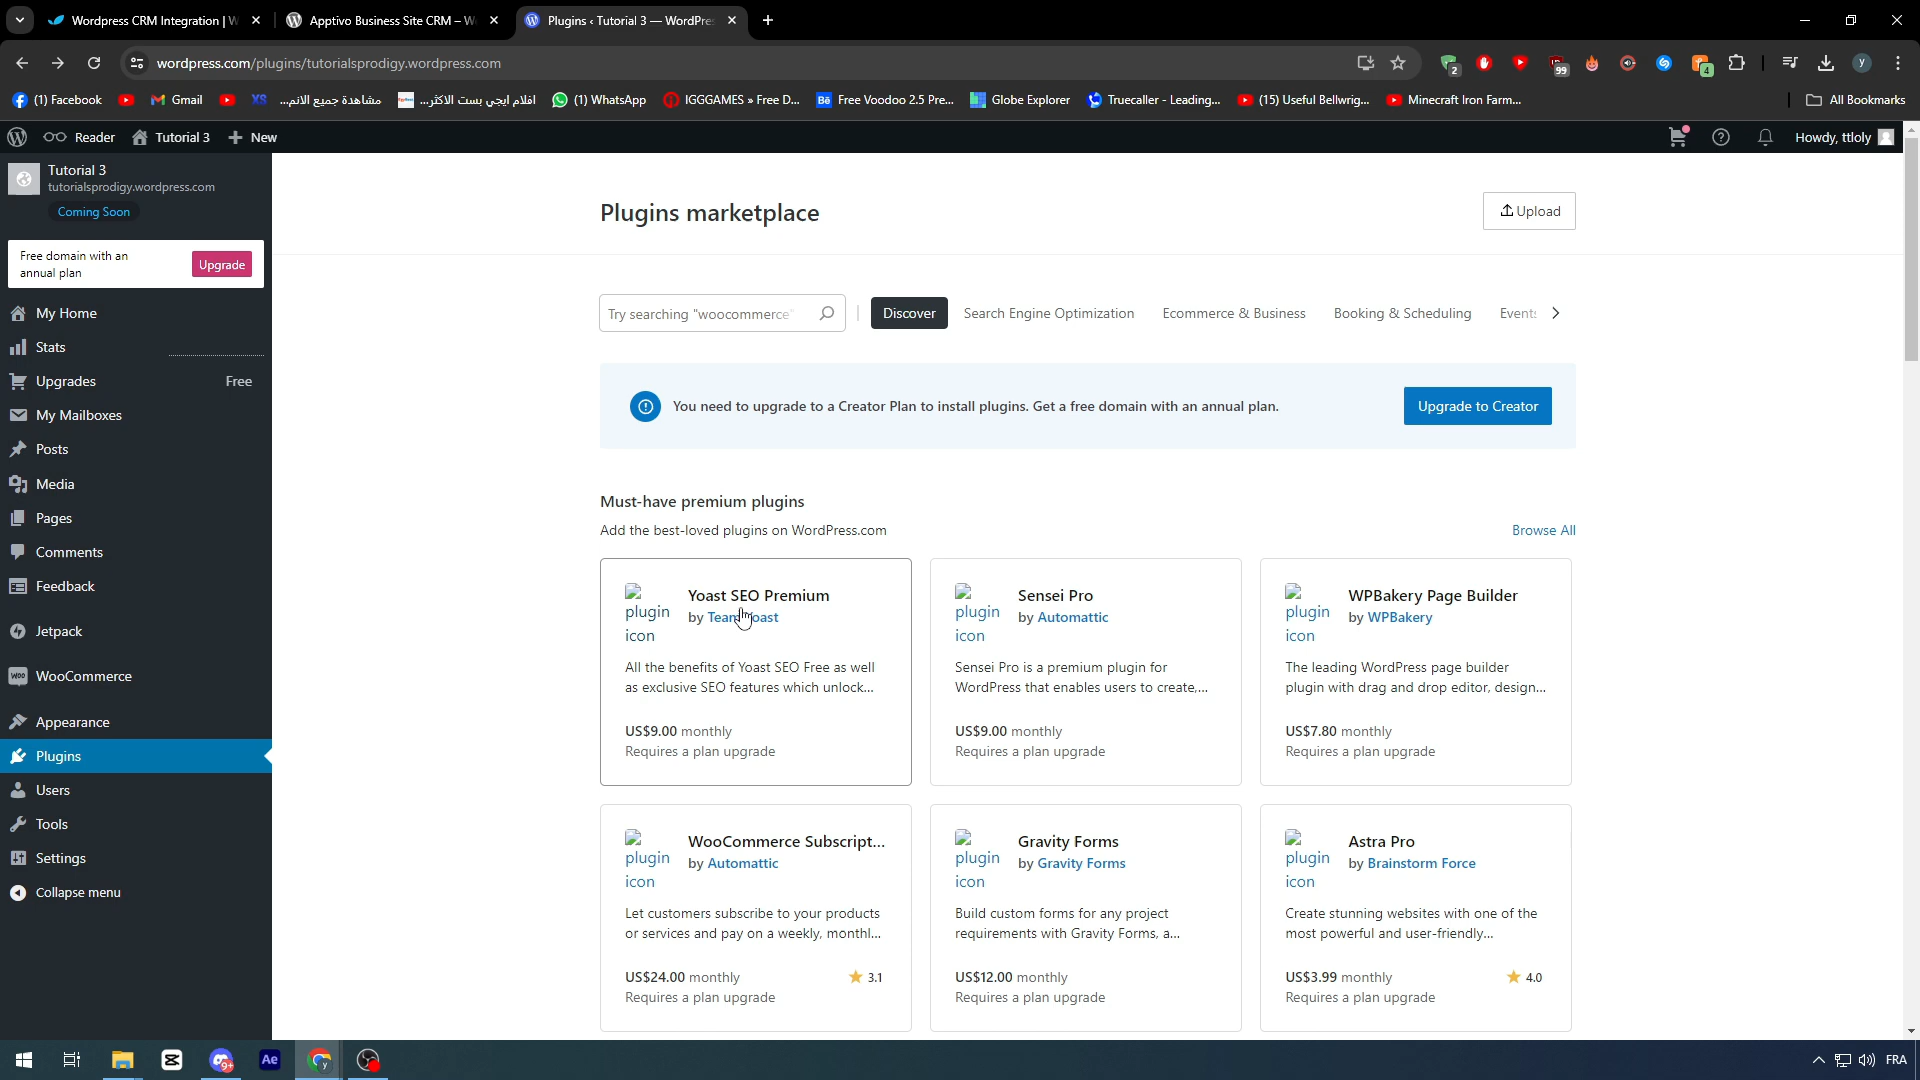 Wordpress CRM Integration | W
Apptivo Business Site CRM – W
Plugins ‹ Tutorial 3 — WordPre
wordpress.com/plugins/tutorialsprodigy.wordpress.com
2
99
4
y
(1) Facebook
Gmail
XS
مشاهدة جميع الانم...
افلام ايجي بست الاكثر...
(1) WhatsApp
IGGGAMES » Free D...
Bē
Free Voodoo 2.5 Pre...
Globe Explorer
Truecaller - Leading...
(15) Useful Bellwrig...
Minecraft Iron Farm...
All Bookmarks
Reader
Tutorial 3
New
Howdy, ttloly
Tutorial 3
tutorialsprodigy.wordpress.com
Coming Soon
Free domain with an
annual plan
Upgrade
My Home
Stats
Upgrades
Free
My Mailboxes
Posts
Media
Pages
Comments
Feedback
Jetpack
Woo
WooCommerce
Appearance
Plugins
Users
Tools
Settings
Collapse menu
Plugins marketplace
Upload
Try searching "woocommerce"
Discover
Search Engine Optimization
Ecommerce & Business
Booking & Scheduling
Events
You need to upgrade to a Creator Plan to install plugins. Get a free domain with an annual plan.
Upgrade to Creator
Must-have premium plugins
Add the best-loved plugins on WordPress.com
Browse All
plugin
icon
Yoast SEO Premium
by Team Yoast
All the benefits of Yoast SEO Free as well
as exclusive SEO features which unlock...
US$9.00 monthly
Requires a plan upgrade
plugin
icon
Sensei Pro
by Automattic
Sensei Pro is a premium plugin for
WordPress that enables users to create,...
US$9.00 monthly
Requires a plan upgrade
plugin
icon
WPBakery Page Builder
by WPBakery
The leading WordPress page builder
plugin with drag and drop editor, design...
US$7.80 monthly
Requires a plan upgrade
plugin
icon
WooCommerce Subscript...
by Automattic
Let customers subscribe to your products
or services and pay on a weekly, monthl...
US$24.00 monthly
3.1
Requires a plan upgrade
plugin
icon
Gravity Forms
by Gravity Forms
Build custom forms for any project
requirements with Gravity Forms, a...
US$12.00 monthly
Requires a plan upgrade
plugin
icon
Astra Pro
by Brainstorm Force
Create stunning websites with one of the
most powerful and user-friendly...
US$3.99 monthly
4.0
Requires a plan upgrade
9+
Ae
y
FRA